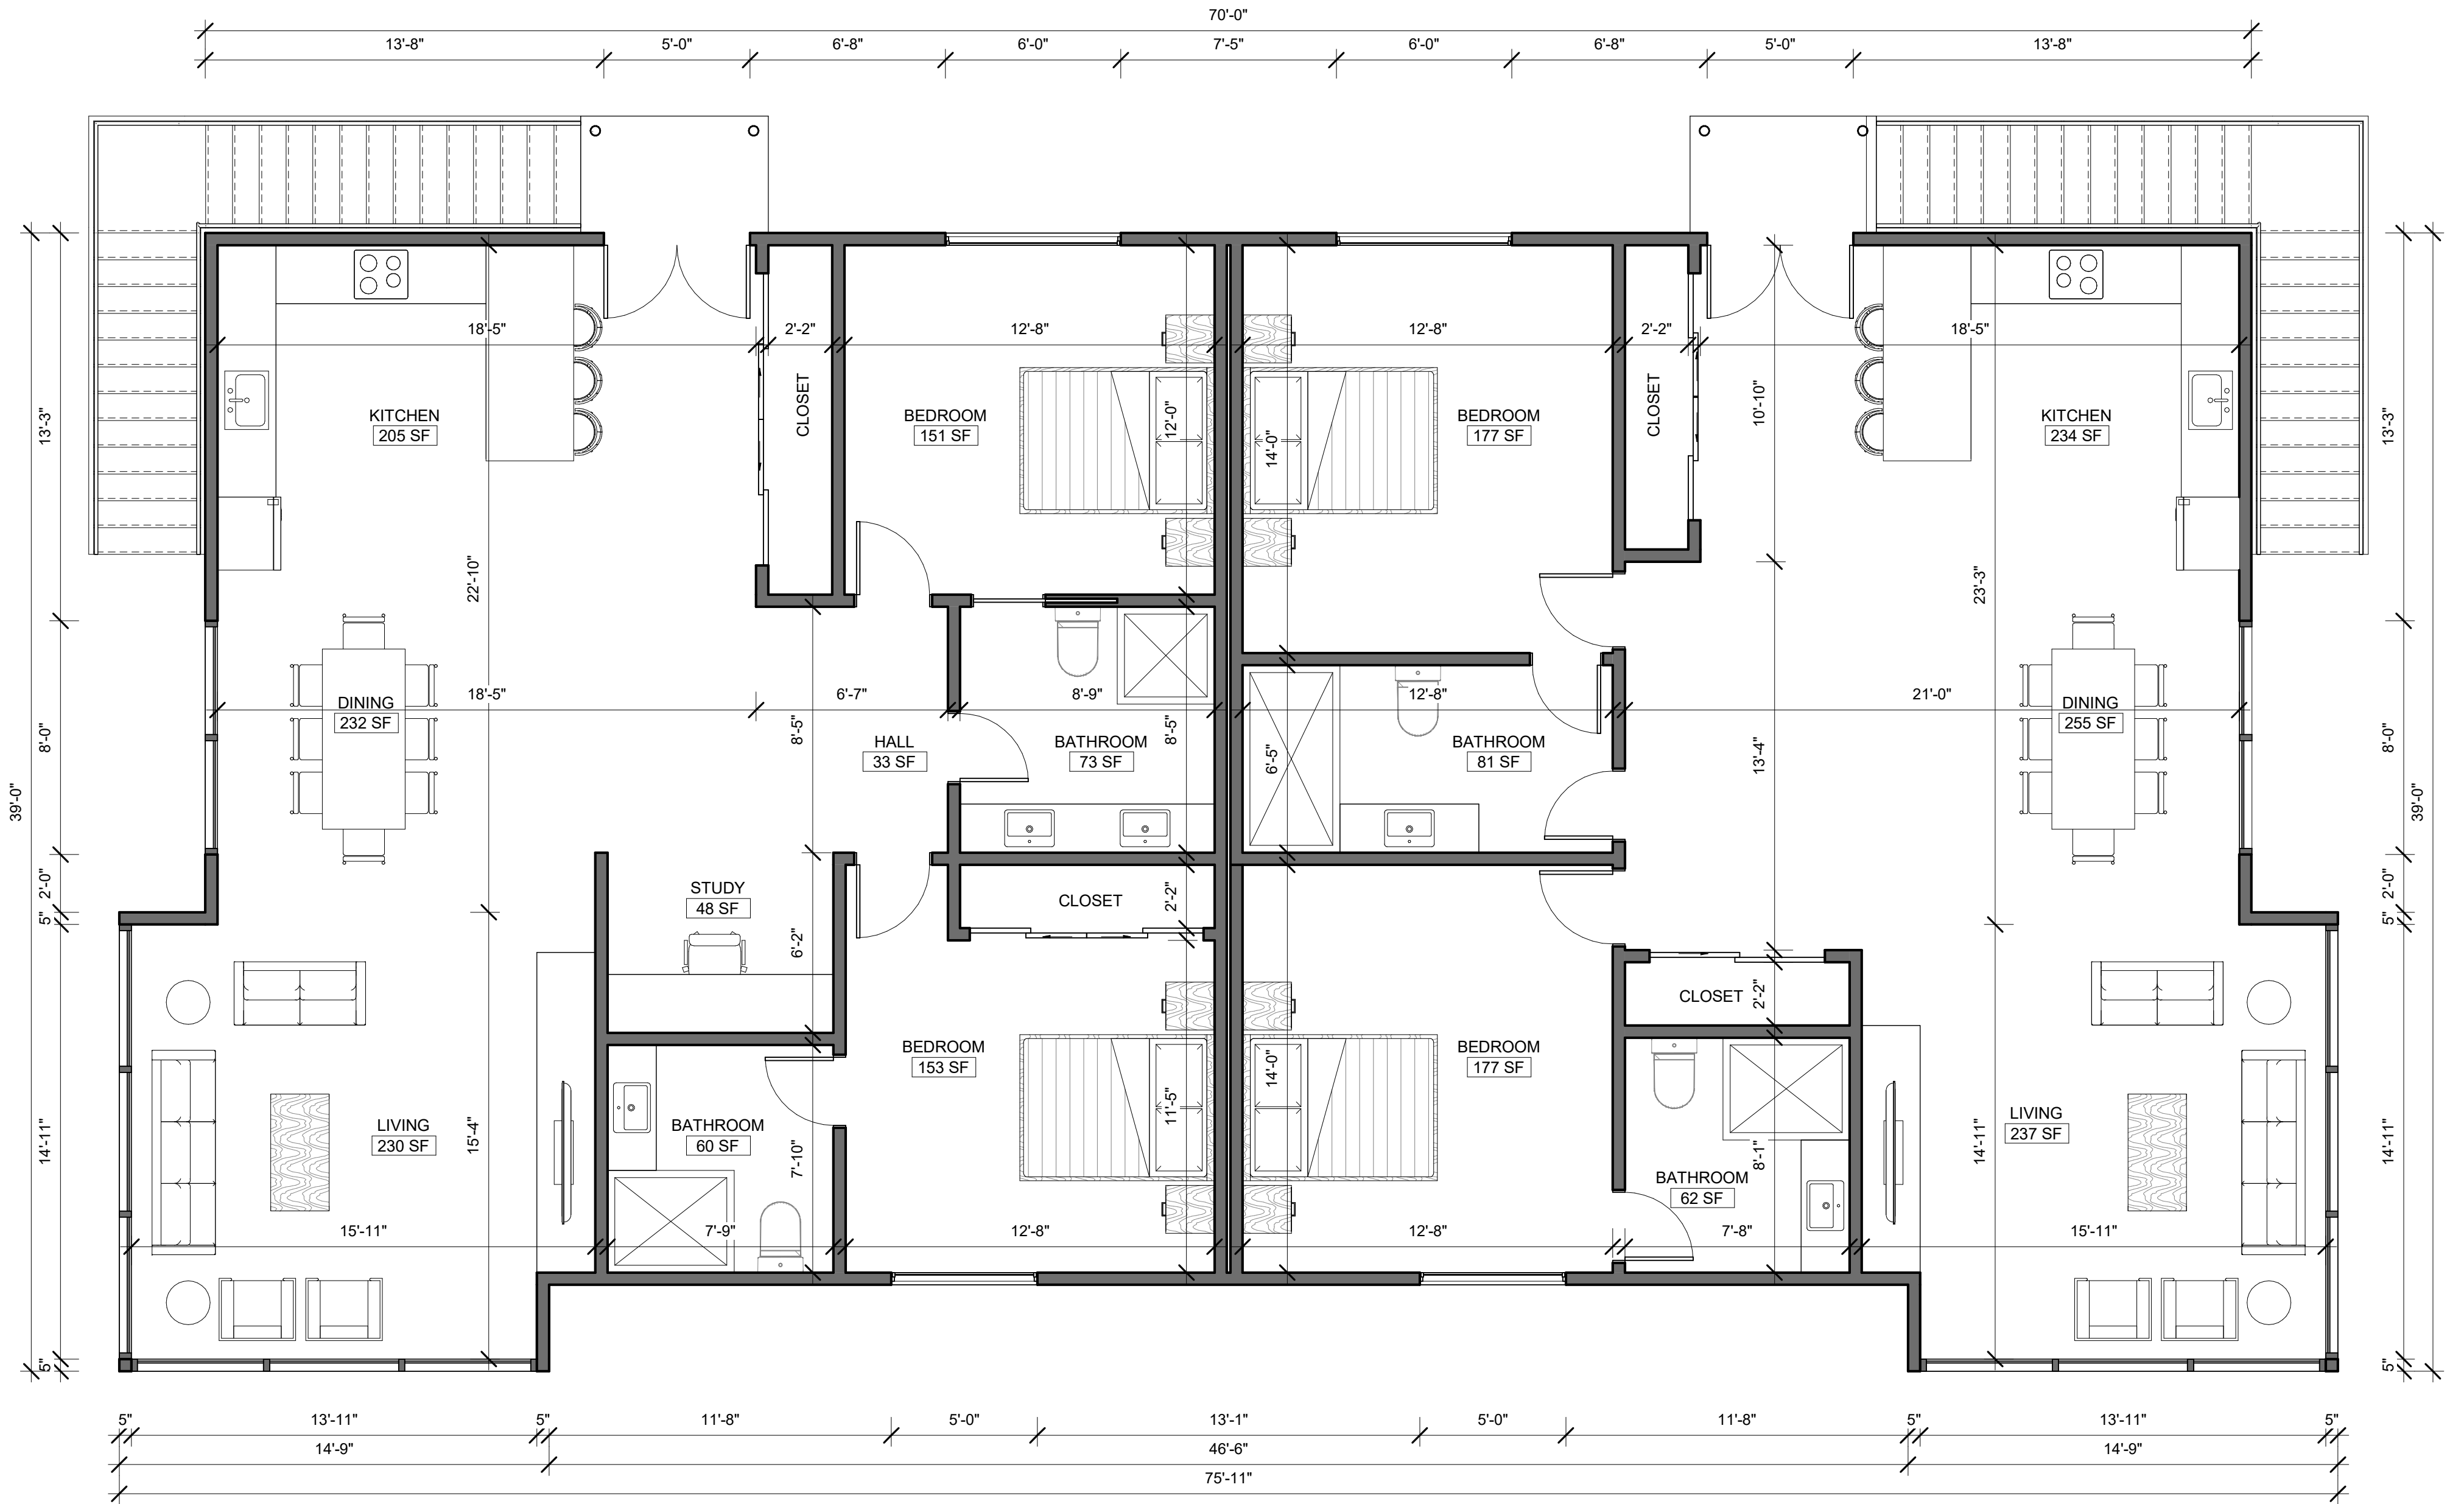 70'-0"
13'-8" 5'-0" 6'-8" 6'-0" 7'-5" 6'-0" 6'-8" 5'-0" 13'-8"
18'-5" 2'-2" 12'-8" 12'-8" 2'-2" 18'-5"
CLOSET
CLOSET
12'-0"
14'-0"
10'-10"
13'-3"
13'-3"
KITCHEN
205 SF
BEDROOM
151 SF
BEDROOM
177 SF
KITCHEN
234 SF
22'-10"
23'-3"
18'-5" 6'-7" 8'-9" 12'-8" 21'-0"
DINING
232 SF
DINING
255 SF
8'-0"
8'-5"
8'-5"
6'-5"
13'-4"
8'-0"
HALL
33 SF
BATHROOM
73 SF
BATHROOM
81 SF
39'-0"
39'-0"
2'-0"
2'-0"
STUDY
48 SF
CLOSET
2'-2"
5"
5"
6'-2"
CLOSET
2'-2"
BEDROOM
153 SF
BEDROOM
177 SF
14'-0"
11'-5"
LIVING
230 SF
15'-4"
BATHROOM
60 SF
7'-10"
LIVING
237 SF
14'-11"
14'-11"
14'-11"
8'-1"
BATHROOM
62 SF
15'-11" 7'-9" 12'-8" 12'-8" 7'-8" 15'-11"
5"
5"
5" 13'-11" 5" 11'-8" 5'-0" 13'-1" 5'-0" 11'-8" 5" 13'-11" 5"
14'-9" 46'-6" 14'-9"
75'-11"